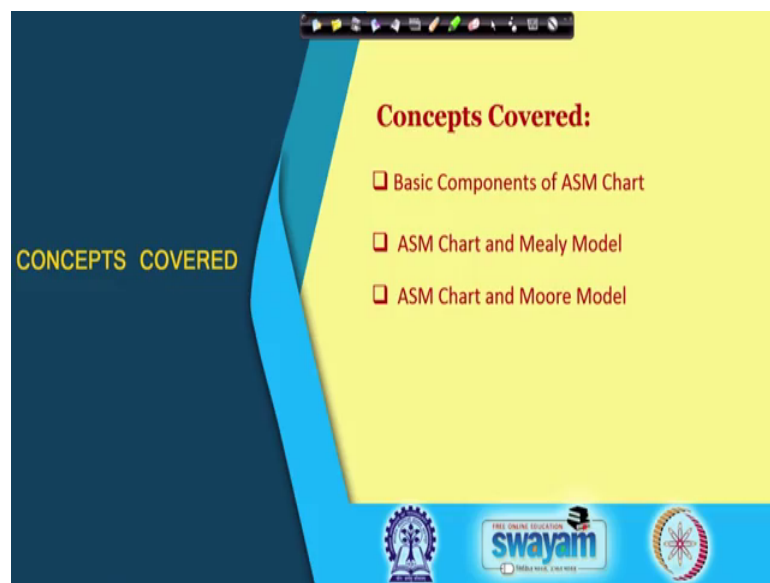 Concepts Covered:
Basic Components of ASM Chart
ASM Chart and Mealy Model
ASM Chart and Moore Model
CONCEPTS COVERED
FREE ONLINE EDUCATION
swayam